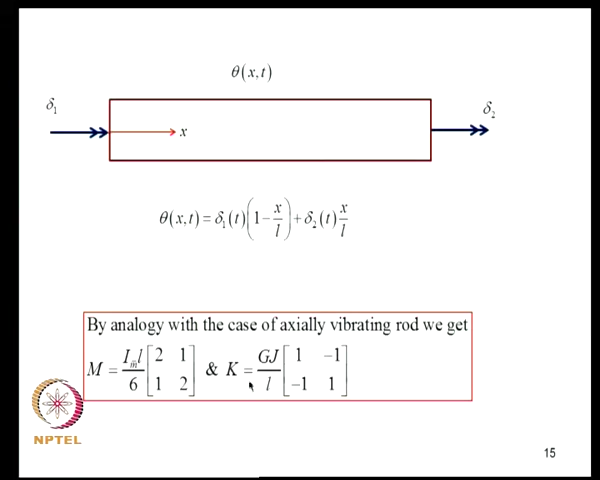 θ(x,t)
δ₁
δ₂
x
θ(x,t) = δ₁(t)(1 − x/l) + δ₂(t) x/l
By analogy with the case of axially vibrating rod we get
M = I_m̄ l/6 [2 1; 1 2] & K = GJ/l [1 −1; −1 1]
NPTEL
15